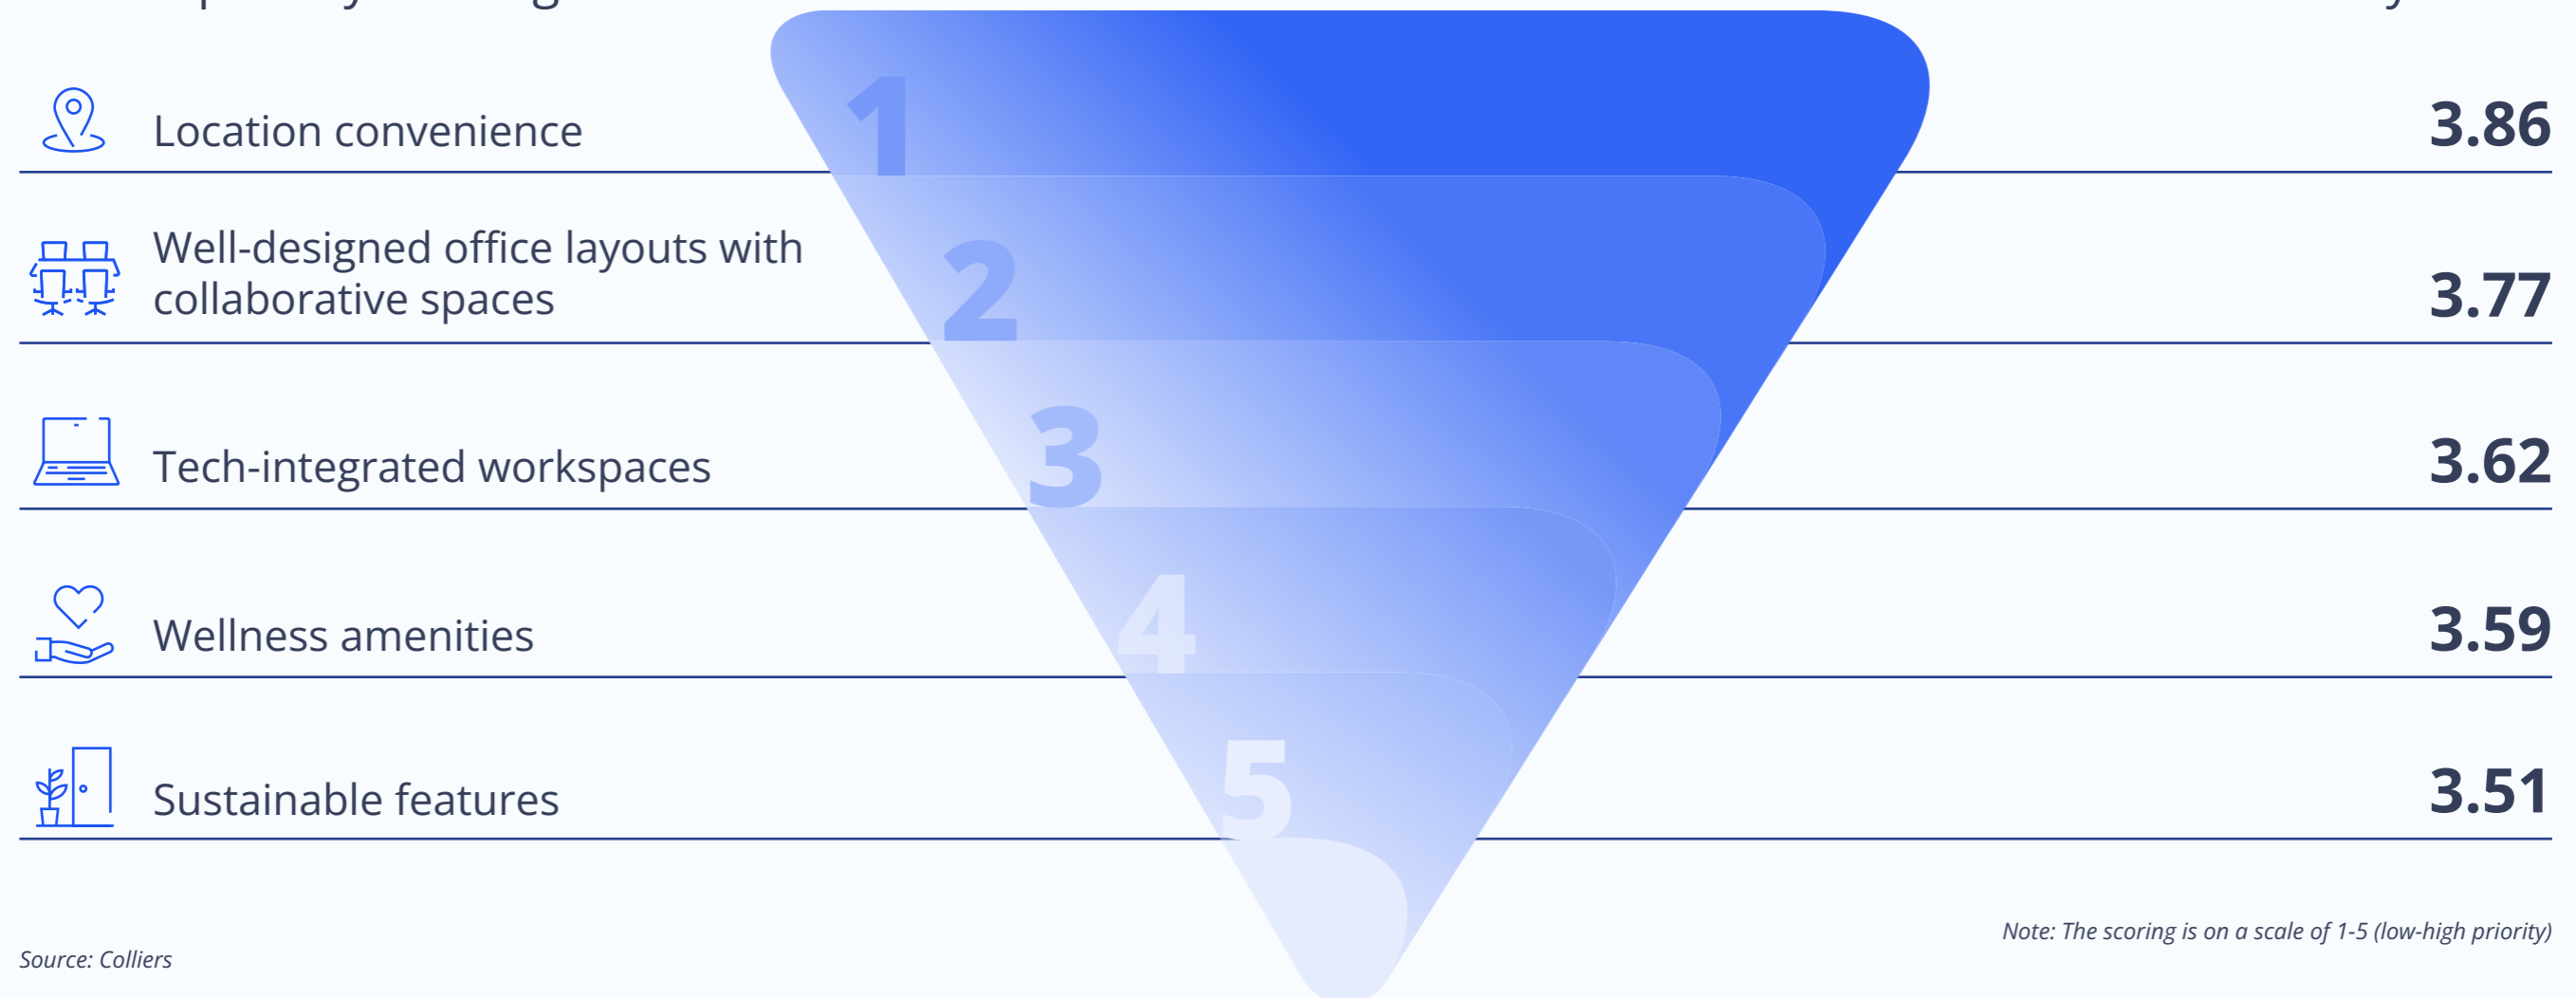 Location convenience
1
3.86
Well-designed office layouts with
collaborative spaces
2
3.77
Tech-integrated workspaces
3
3.62
Wellness amenities
4
3.59
Sustainable features
5
3.51
Note: The scoring is on a scale of 1-5 (low-high priority)
Source: Colliers